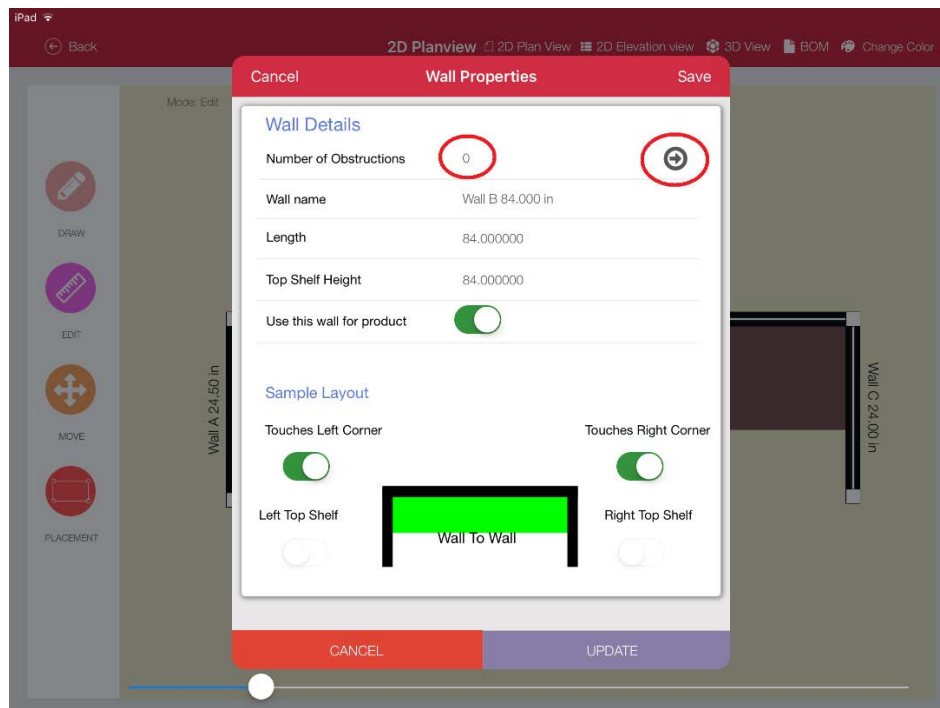 iPad
Back
2D Planview 2D Plan View 2D Elevation view 3D View BOM Change Color
Cancel Wall Properties Save
Mode: Edit
Wall Details
Number of Obstructions 0
Wall name Wall B 84.000 in
Length 84.000000
Top Shelf Height 84.000000
Use this wall for product
DRAW
EDIT
MOVE
PLACEMENT
Wall A 24.50 in
Wall C 24.00 in
Sample Layout
Touches Left Corner Touches Right Corner
Left Top Shelf Right Top Shelf
Wall To Wall
CANCEL UPDATE